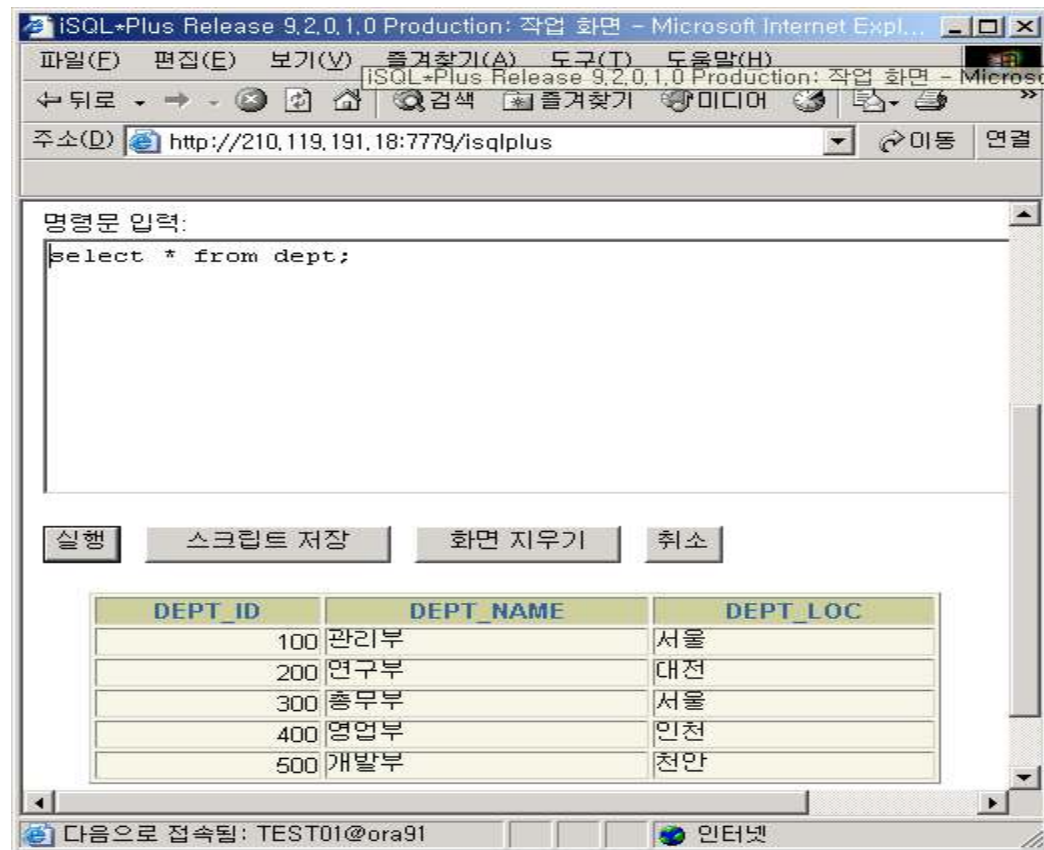 iSQL*Plus Release 9.2.0.1.0 Production: 작업 화면 - Microsoft Internet Expl...
파일(F) 편집(E) 보기(V) 즐겨찾기(A) 도구(T) 도움말(H)
iSQL*Plus Release 9.2.0.1.0 Production: 작업 화면 - Microso
뒤로 검색 즐겨찾기 미디어 »
주소(D) http://210.119.191.18:7779/isqlplus 이동 연결
명령문 입력:
select * from dept;
실행 스크립트 저장 화면 지우기 취소
DEPT_ID DEPT_NAME DEPT_LOC
100 관리부 서울
200 연구부 대전
300 총무부 서울
400 영업부 인천
500 개발부 천안
다음으로 접속됨: TEST01@ora91 인터넷